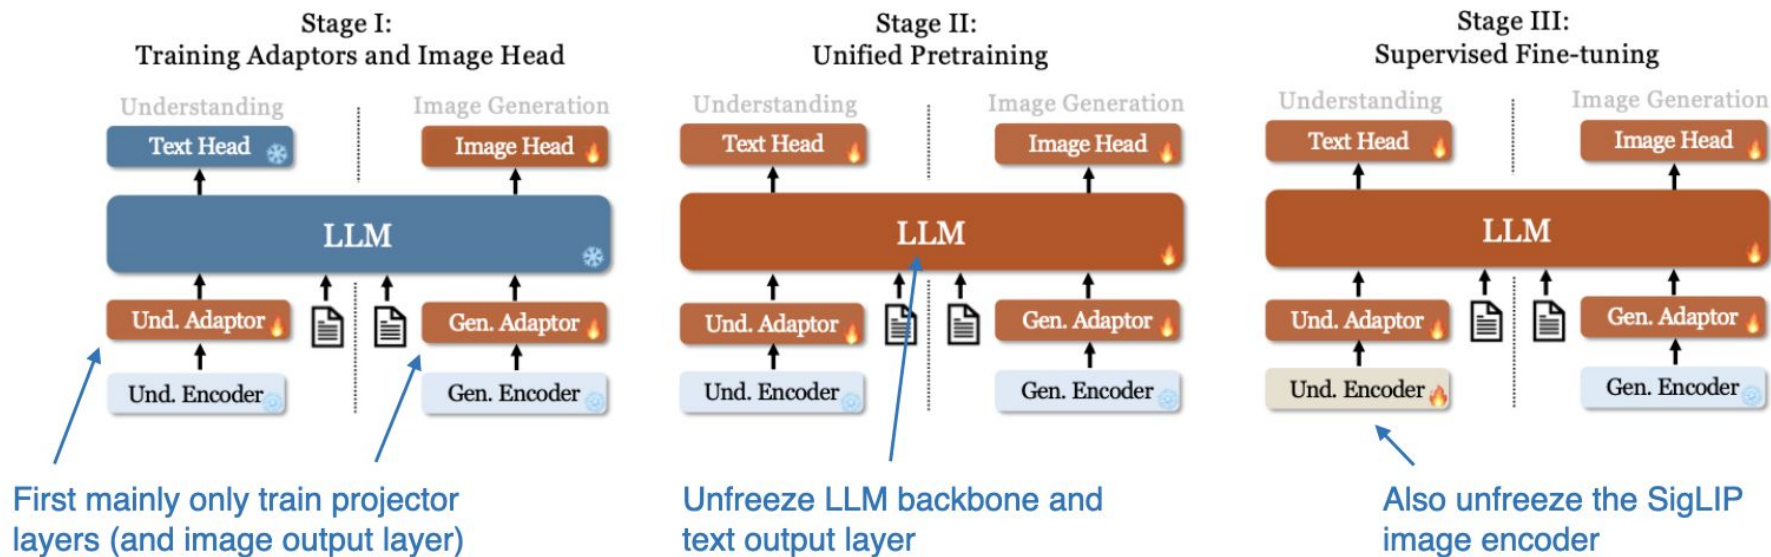 Stage I:
Training Adaptors and Image Head
Understanding
Image Generation
Text Head
Image Head
LLM
Und. Adaptor
Gen. Adaptor
Und. Encoder
Gen. Encoder
First mainly only train projector
layers (and image output layer)
Stage II:
Unified Pretraining
Understanding
Image Generation
Text Head
Image Head
LLM
Und. Adaptor
Gen. Adaptor
Und. Encoder
Gen. Encoder
Unfreeze LLM backbone and
text output layer
Stage III:
Supervised Fine-tuning
Understanding
Image Generation
Text Head
Image Head
LLM
Und. Adaptor
Gen. Adaptor
Und. Encoder
Gen. Encoder
Also unfreeze the SigLIP
image encoder